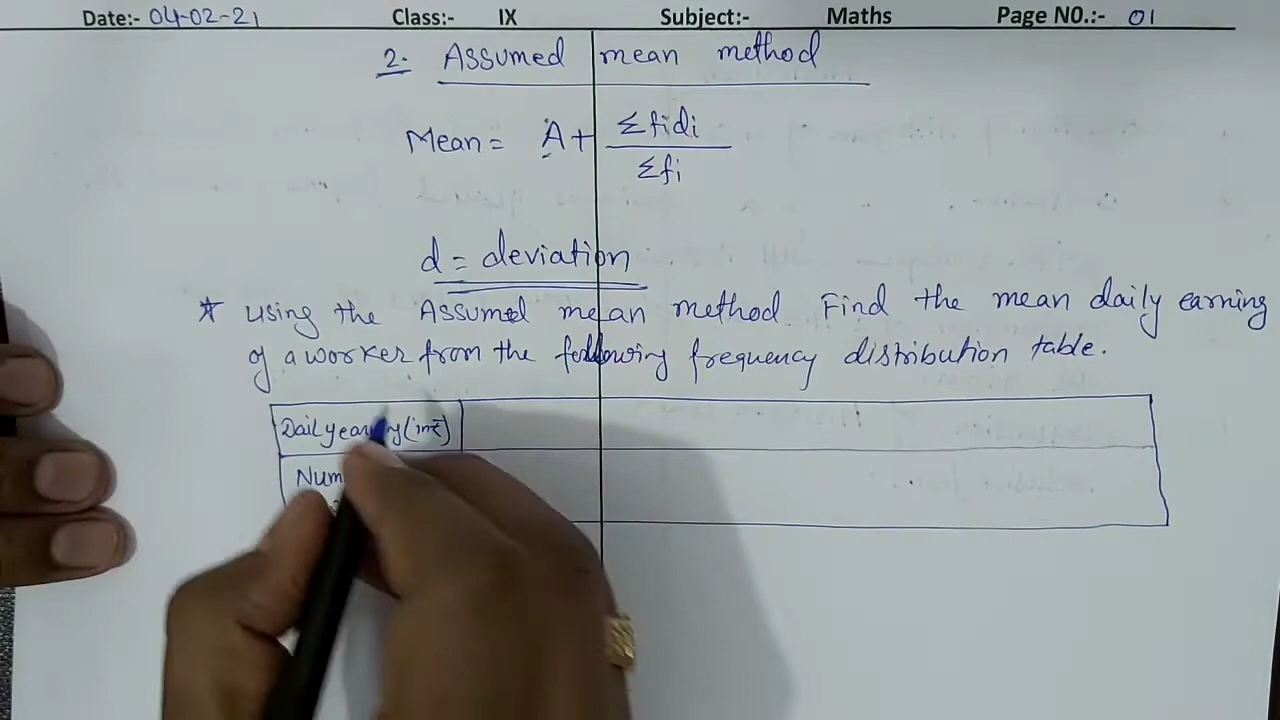 Date:- 04-02-21 Class:- IX Subject:- Maths Page NO.:- 01
2. Assumed mean method
Mean = A + Σfidi
Σfi
d = deviation
* Using the Assumed mean method. Find the mean daily earning
of a worker from the following frequency distribution table.
Daily earning (in ₹)
Num